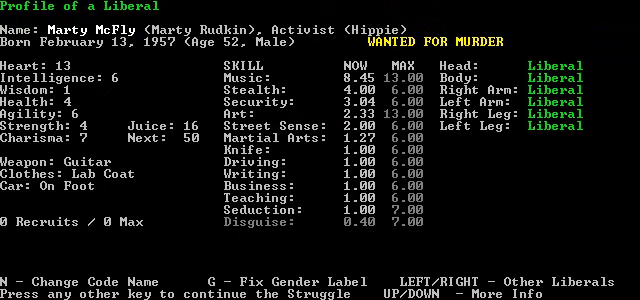 Profile of a Liberal
Name: Marty McFly (Marty Rudkin), Activist (Hippie)
Born February 13, 1957 (Age 52, Male) WANTED FOR MURDER
Heart: 13 SKILL NOW MAX Head: Liberal
Intelligence: 6 Music: 8.45 13.00 Body: Liberal
Wisdom: 1 Stealth: 4.00 6.00 Right Arm: Liberal
Health: 4 Security: 3.04 6.00 Left Arm: Liberal
Agility: 6 Art: 2.33 13.00 Right Leg: Liberal
Strength: 4 Juice: 16 Street Sense: 2.00 6.00 Left Leg: Liberal
Charisma: 7 Next: 50 Martial Arts: 1.27 6.00
Knife: 1.00 6.00
Weapon: Guitar Driving: 1.00 6.00
Clothes: Lab Coat Writing: 1.00 6.00
Car: On Foot Business: 1.00 6.00
Teaching: 1.00 6.00
Seduction: 1.00 7.00
0 Recruits / 0 Max Disguise: 0.40 7.00
N - Change Code Name G - Fix Gender Label LEFT/RIGHT - Other Liberals
Press any other key to continue the Struggle UP/DOWN - More Info